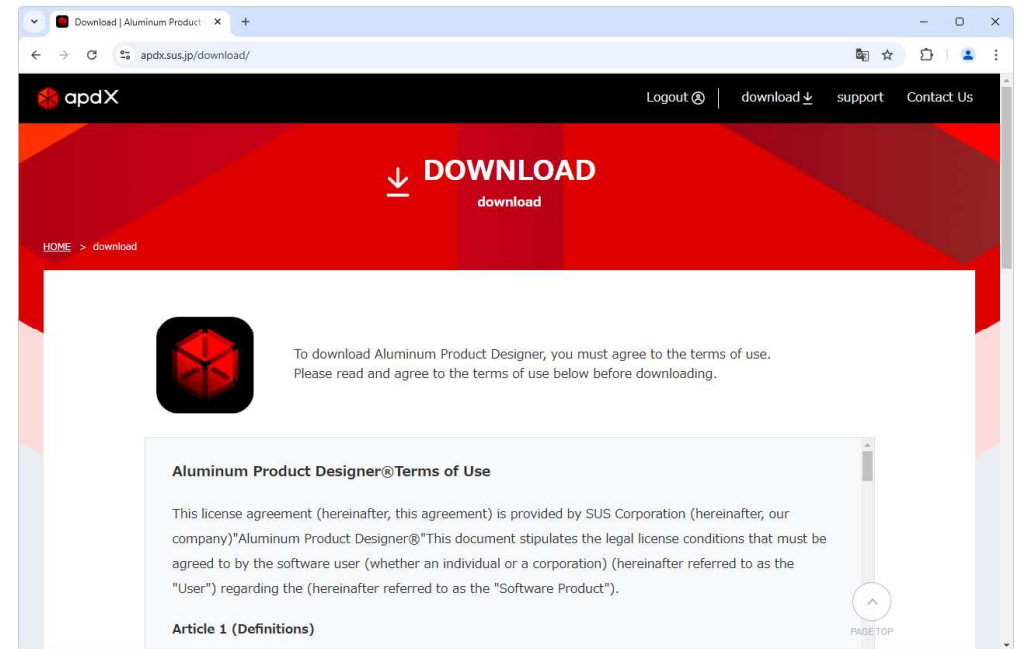 Download | Aluminum Product
apdx.sus.jp/download/
apdX
Logout
download
support
Contact Us
DOWNLOAD
download
HOME > download
To download Aluminum Product Designer, you must agree to the terms of use.
Please read and agree to the terms of use below before downloading.
Aluminum Product Designer®Terms of Use
This license agreement (hereinafter, this agreement) is provided by SUS Corporation (hereinafter, our
company)"Aluminum Product Designer®"This document stipulates the legal license conditions that must be
agreed to by the software user (whether an individual or a corporation) (hereinafter referred to as the
"User") regarding the (hereinafter referred to as the "Software Product").
Article 1 (Definitions)
PAGE TOP